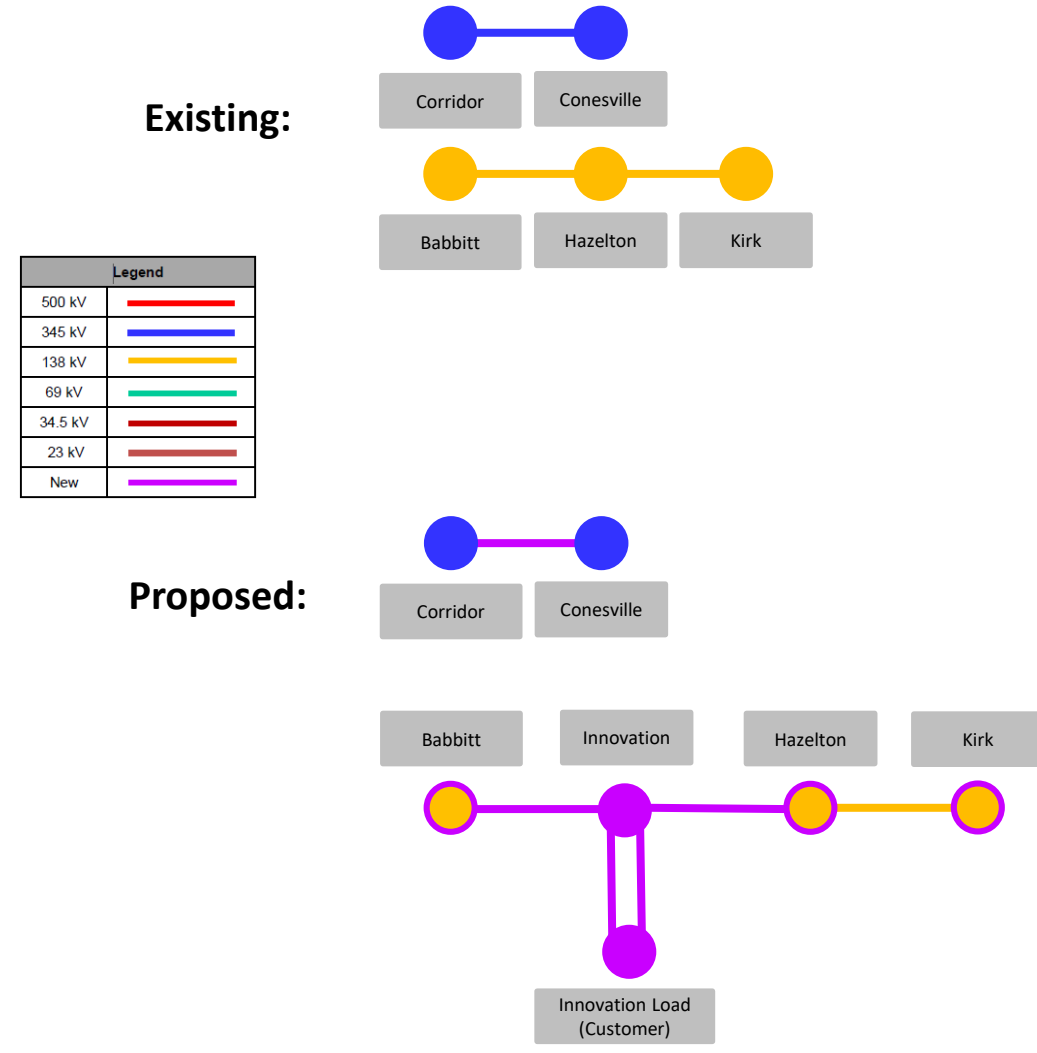 Existing:
Corridor
Conesville
Babbitt
Hazelton
Kirk
Legend
500 kV
345 kV
138 kV
69 kV
34.5 kV
23 kV
New
Proposed:
Corridor
Conesville
Babbitt
Innovation
Hazelton
Kirk
Innovation Load
(Customer)